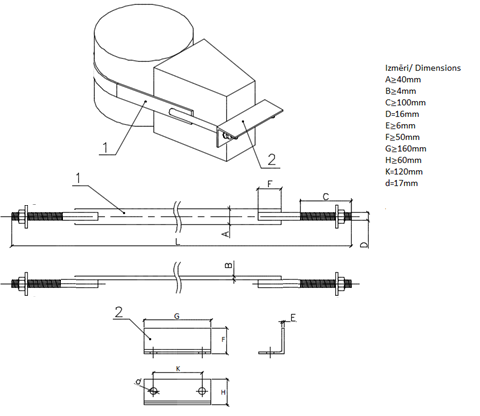 Izmēri/ Dimensions
A≥40mm
B≥4mm
C≥100mm
D=16mm
E≥6mm
F≥50mm
G≥160mm
H≥60mm
K=120mm
d=17mm
1
2
1
F
C
L
A
D
B
2
G
F
E
K
d
H